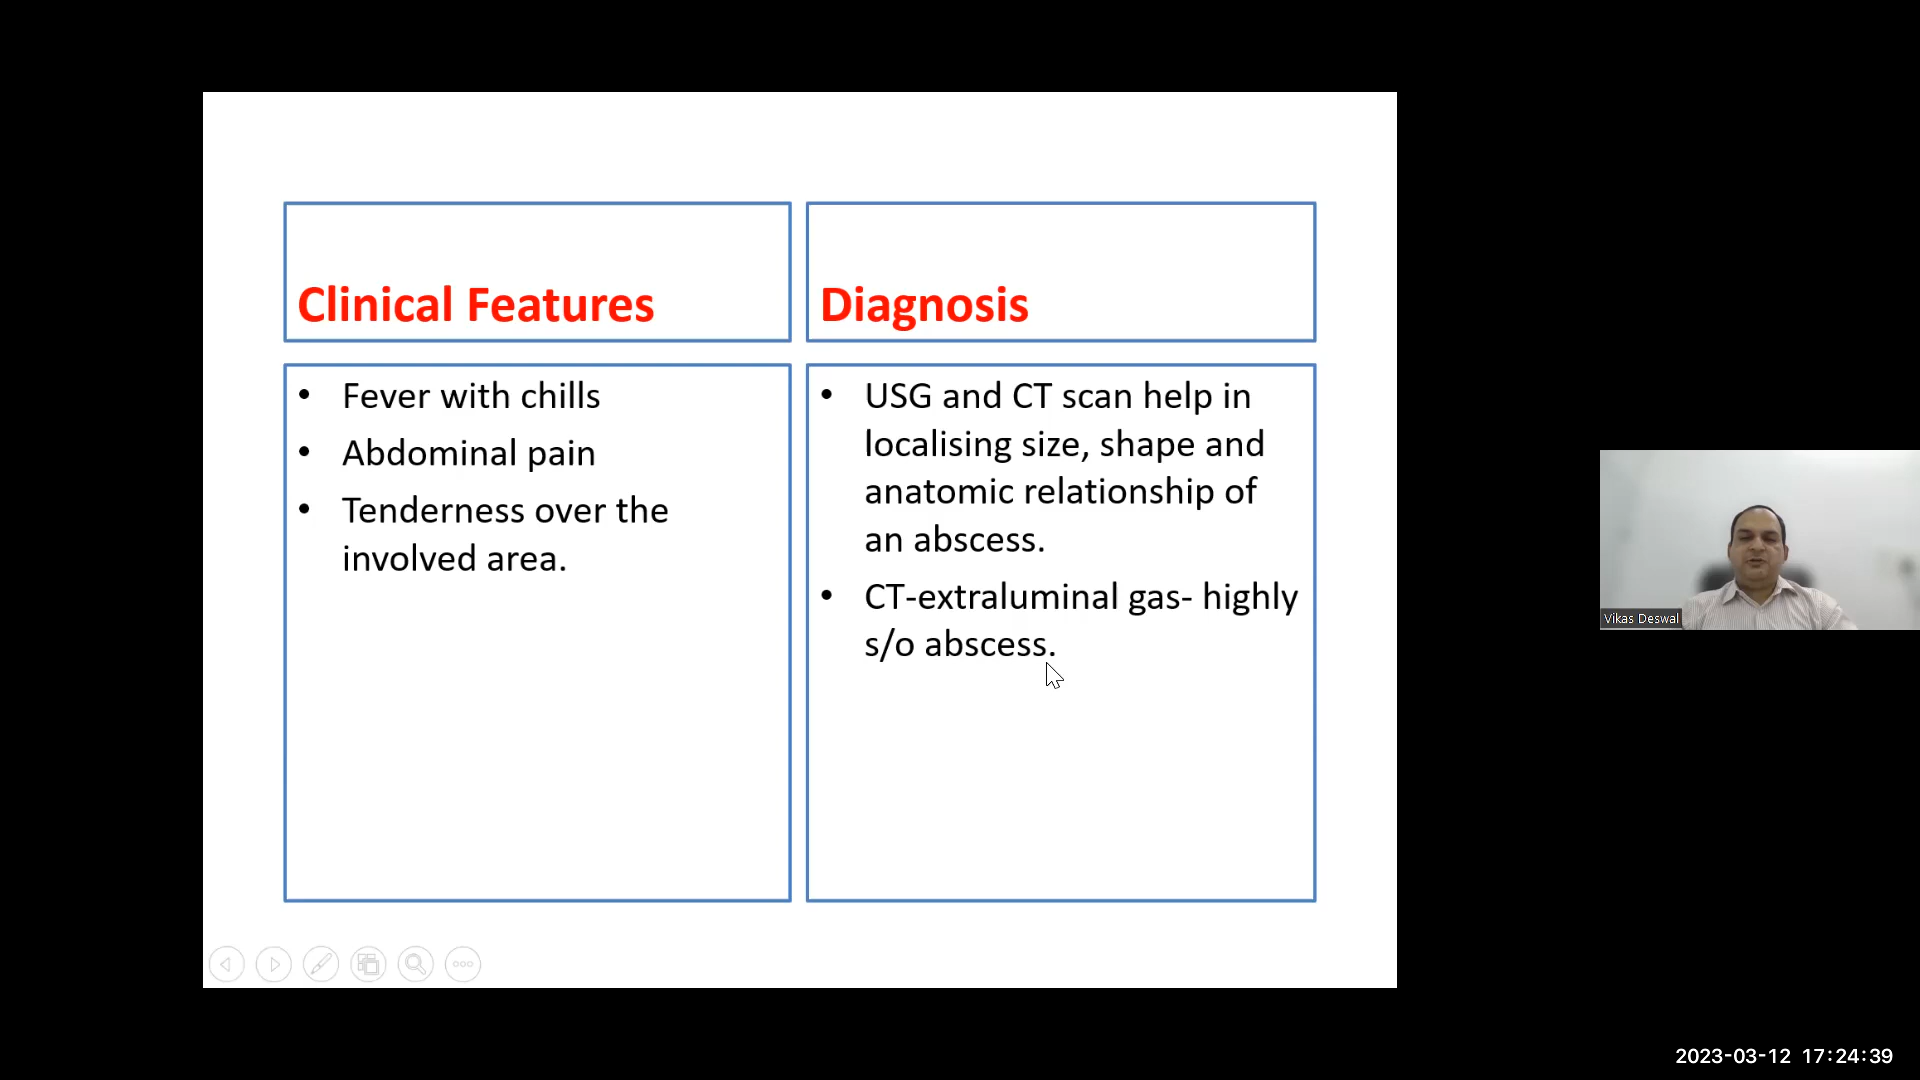 Clinical Features
• Fever with chills
• Abdominal pain
• Tenderness over the
involved area.
Diagnosis
• USG and CT scan help in
localising size, shape and
anatomic relationship of
an abscess.
• CT-extraluminal gas- highly
s/o abscess.
Vikas Deswal
2023-03-12 17:24:39